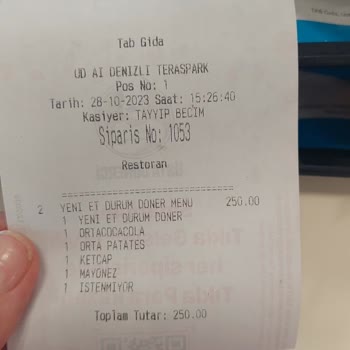 Tab Gida
UD AI DENIZLI TERASPARK
Pos No: 1
Tarih: 28-10-2023 Saat: 15:26:40
Kasiyer: TAYYIP BECIM
Siparis No: 1053
Restoran
==============================
2 YENI ET DURUM DONER MENU 250.00
1 YENI ET DURUM DONER
1 ORTACOCACOLA
1 ORTA PATATES
1 KETCAP
1 MAYONEZ
1 ISTENMIYOR
Toplam Tutar: 250.00